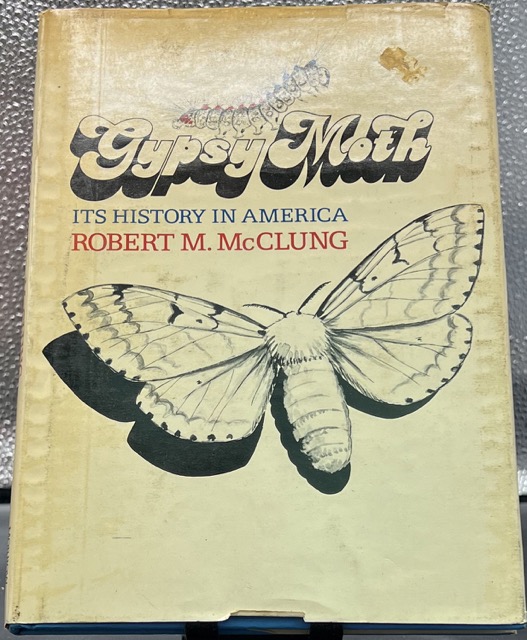 Gypsy Moth
ITS HISTORY IN AMERICA
ROBERT M. McCLUNG